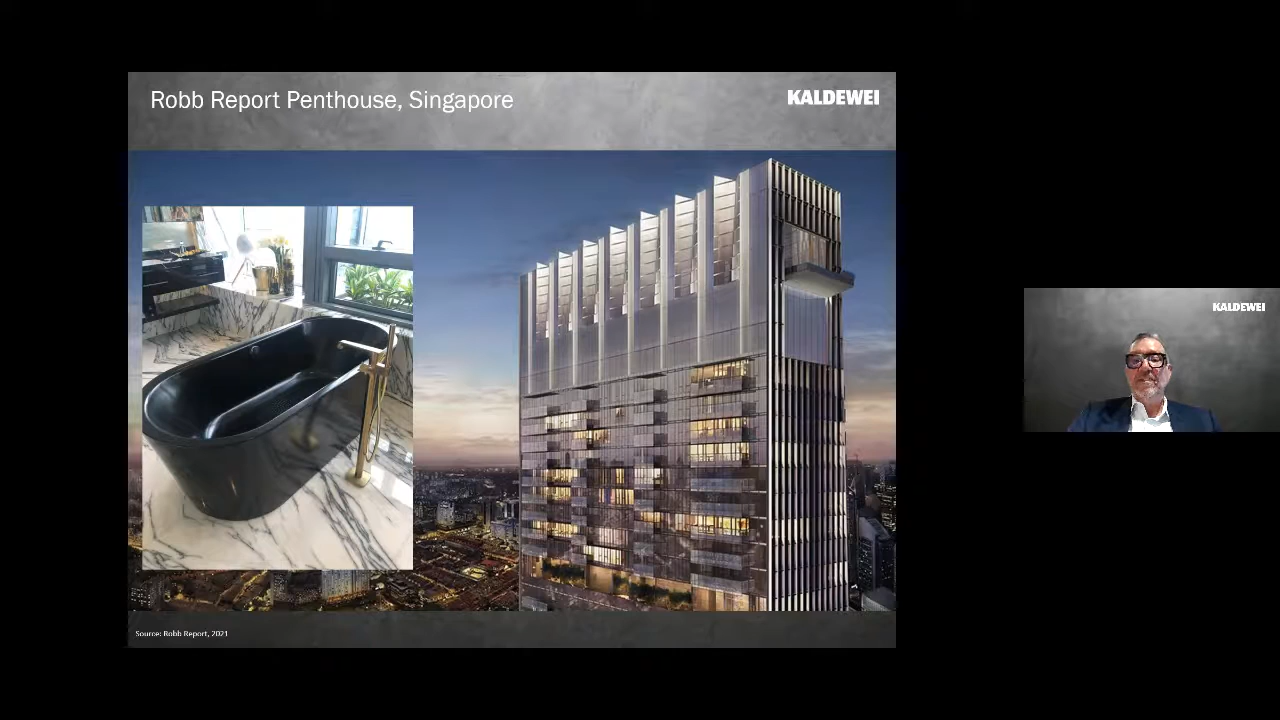 Robb Report Penthouse, Singapore
KALDEWEI
KALDEWEI
Source: Robb Report, 2021